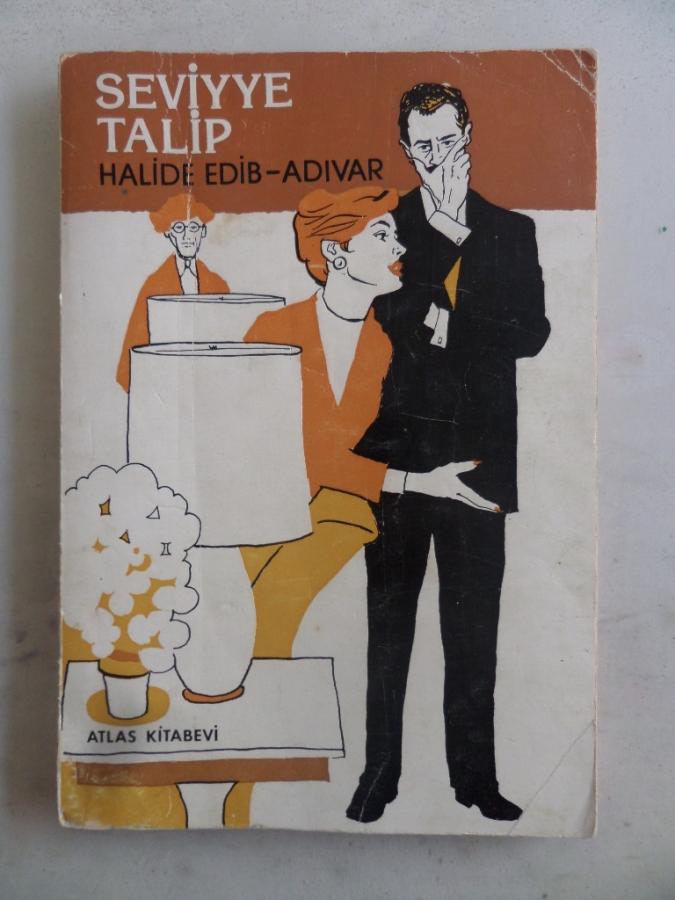 SEVİYYE
TALİP
HALİDE EDİB-ADIVAR
ATLAS KİTABEVİ